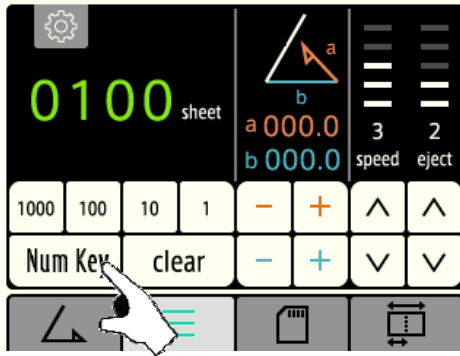 a
b
0100 sheet
a 000.0
b 000.0
3 2
speed eject
1000 100 10 1 − +
Num Key clear − +